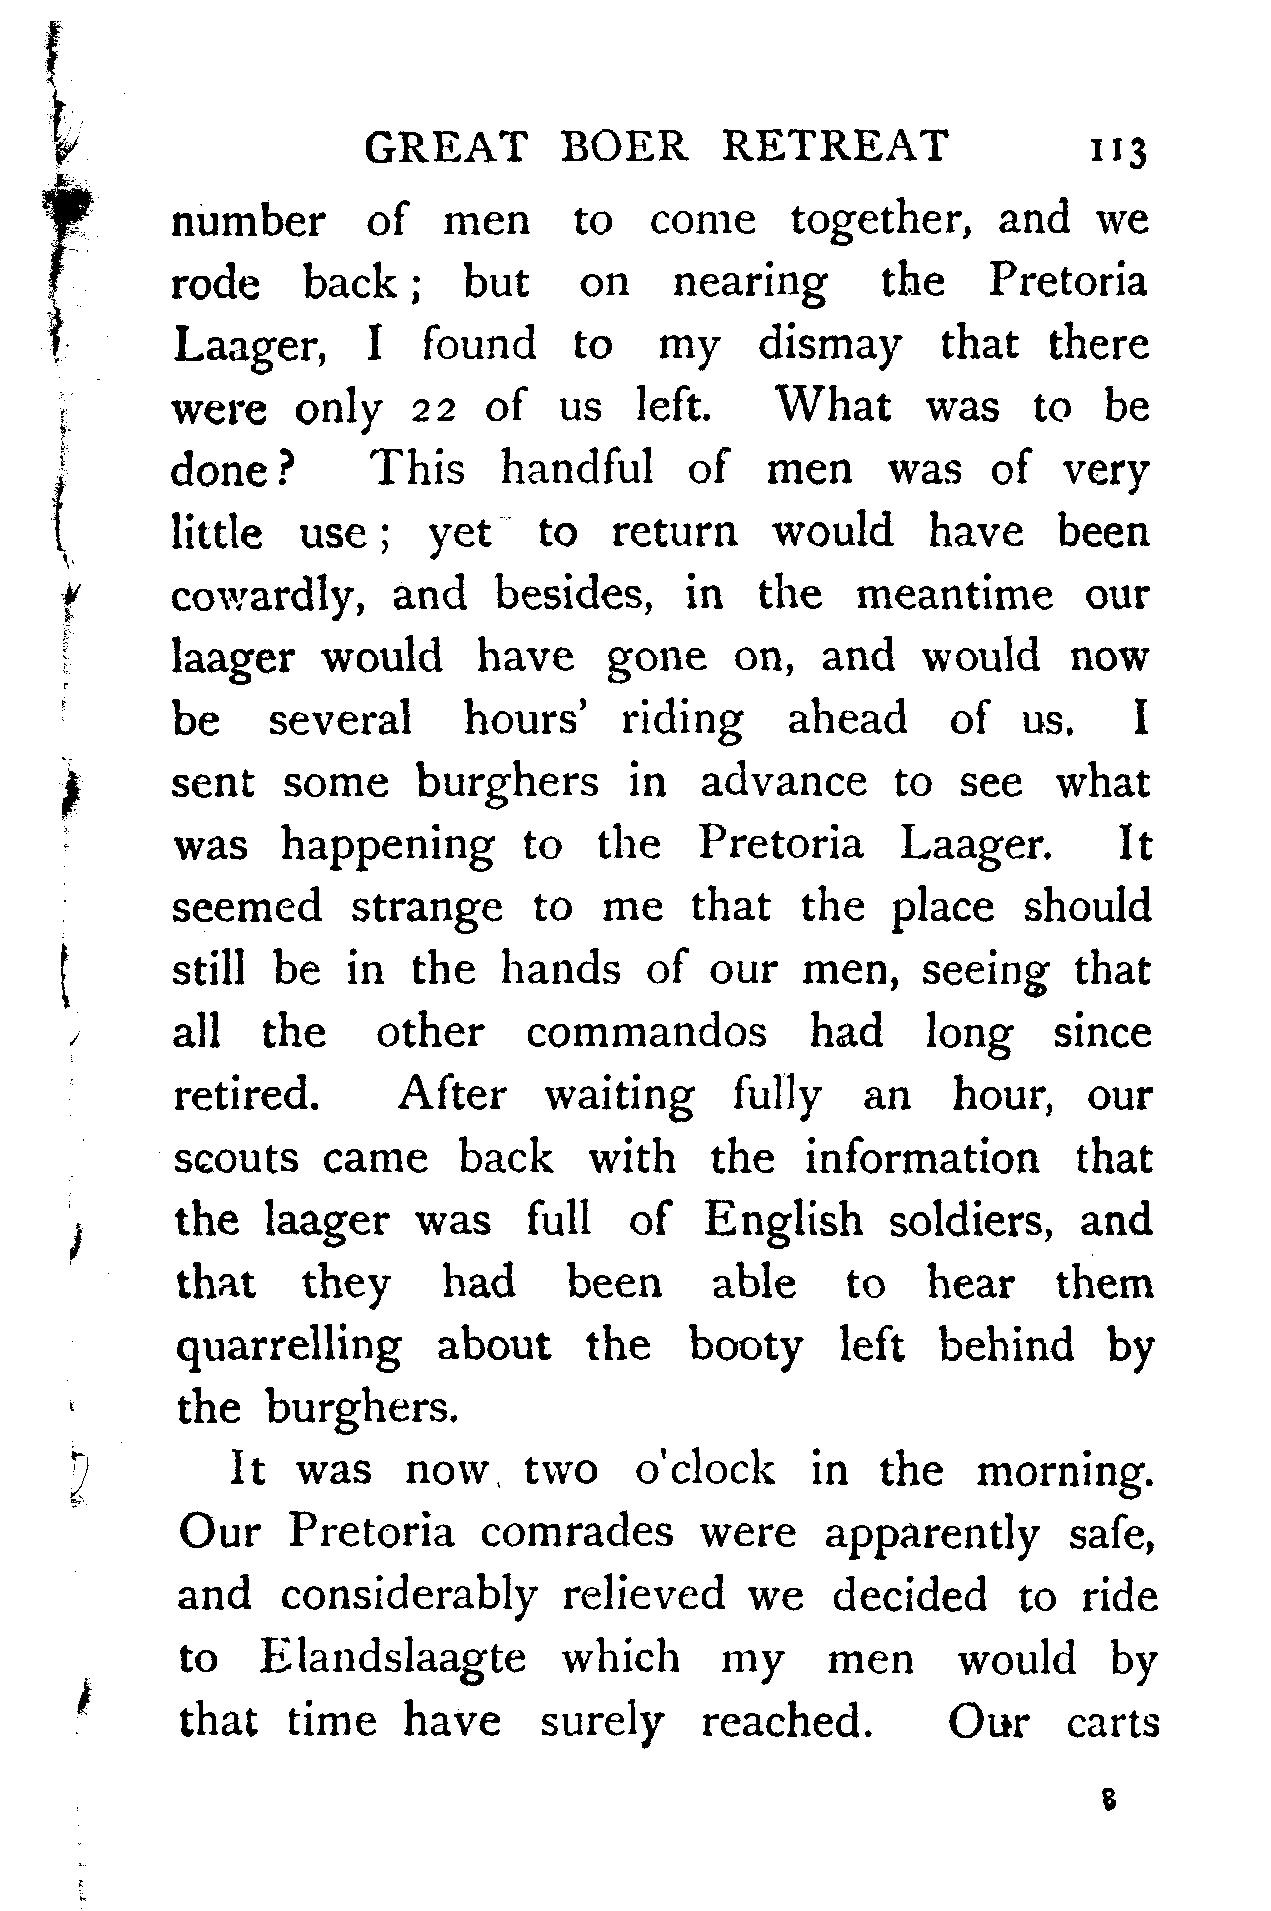 GREAT BOER RETREAT 113
number of men to come together, and we
rode back ; but on nearing the Pretoria
Laager, I found to my dismay that there
were only 22 of us left. What was to be
done ? This handful of men was of very
little use ; yet to return would have been
cowardly, and besides, in the meantime our
laager would have gone on, and would now
be several hours' riding ahead of us. I
sent some burghers in advance to see what
was happening to the Pretoria Laager. It
seemed strange to me that the place should
still be in the hands of our men, seeing that
all the other commandos had long since
retired. After waiting fully an hour, our
scouts came back with the information that
the laager was full of English soldiers, and
that they had been able to hear them
quarrelling about the booty left behind by
the burghers.
It was now two o'clock in the morning.
Our Pretoria comrades were apparently safe,
and considerably relieved we decided to ride
to Elandslaagte which my men would by
that time have surely reached. Our carts
8